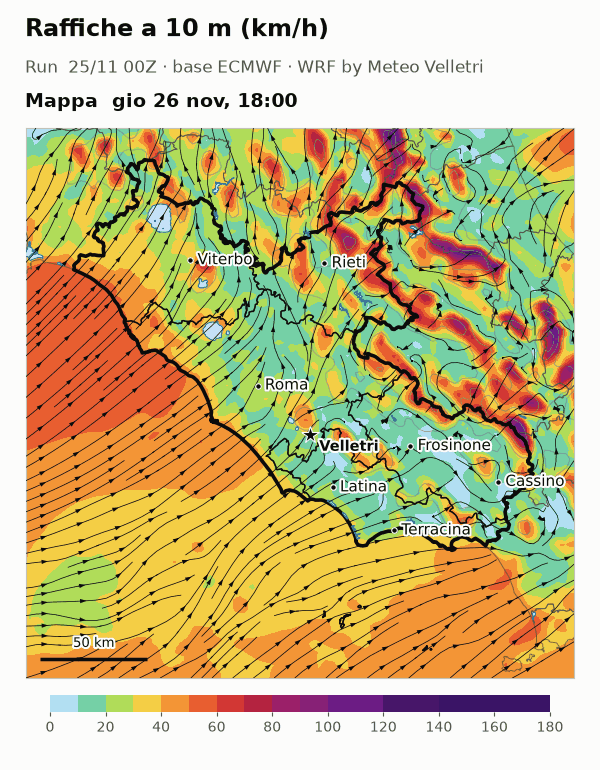 Raffiche a 10 m (km/h)
Run  25/11 00Z · base ECMWF · WRF by Meteo Velletri
Mappa  gio 26 nov, 18:00
Viterbo
Rieti
Roma
Velletri
Frosinone
Cassino
Latina
Terracina
50 km
0 20 40 60 80 100 120 140 160 180